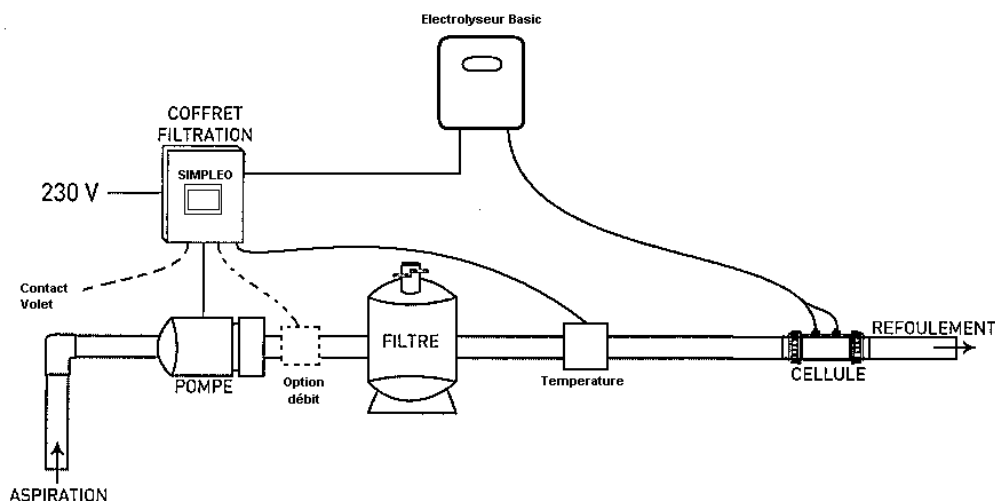 Electrolyseur Basic
COFFRET
FILTRATION
SIMPLEO
230 V
Contact
Volet
POMPE
Option
débit
FILTRE
Temperature
REFOULEMENT
CELLULE
ASPIRATION